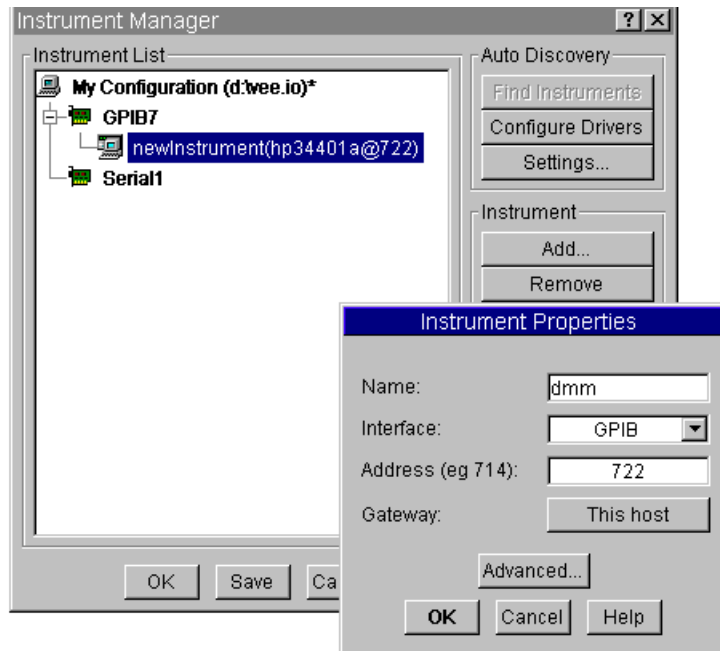 Instrument Manager
Instrument List
My Configuration (d:\vee.io)*
GPIB7
newInstrument(hp34401a@722)
Serial1
Auto Discovery
Find Instruments
Configure Drivers
Settings...
Instrument
Add...
Remove
OK Save Ca
Instrument Properties
Name: dmm
Interface: GPIB
Address (eg 714): 722
Gateway: This host
Advanced...
OK Cancel Help